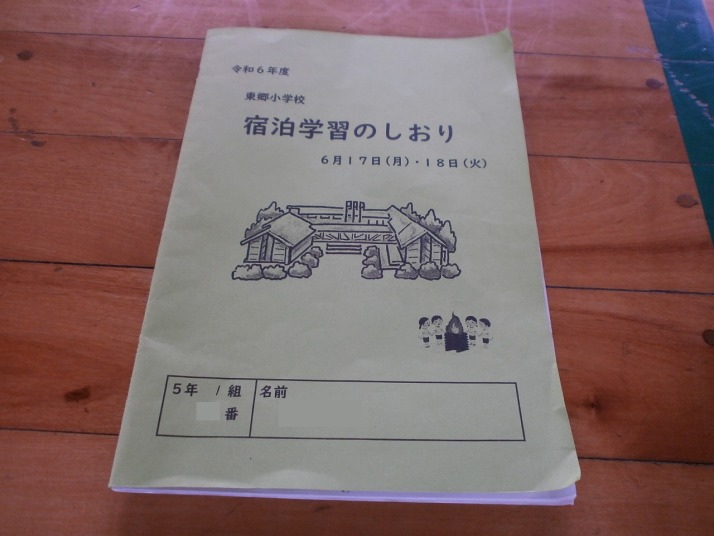 令和6年度
東郷小学校
宿泊学習のしおり
6月17日(月)・18日(火)
5年 1組
番
名前